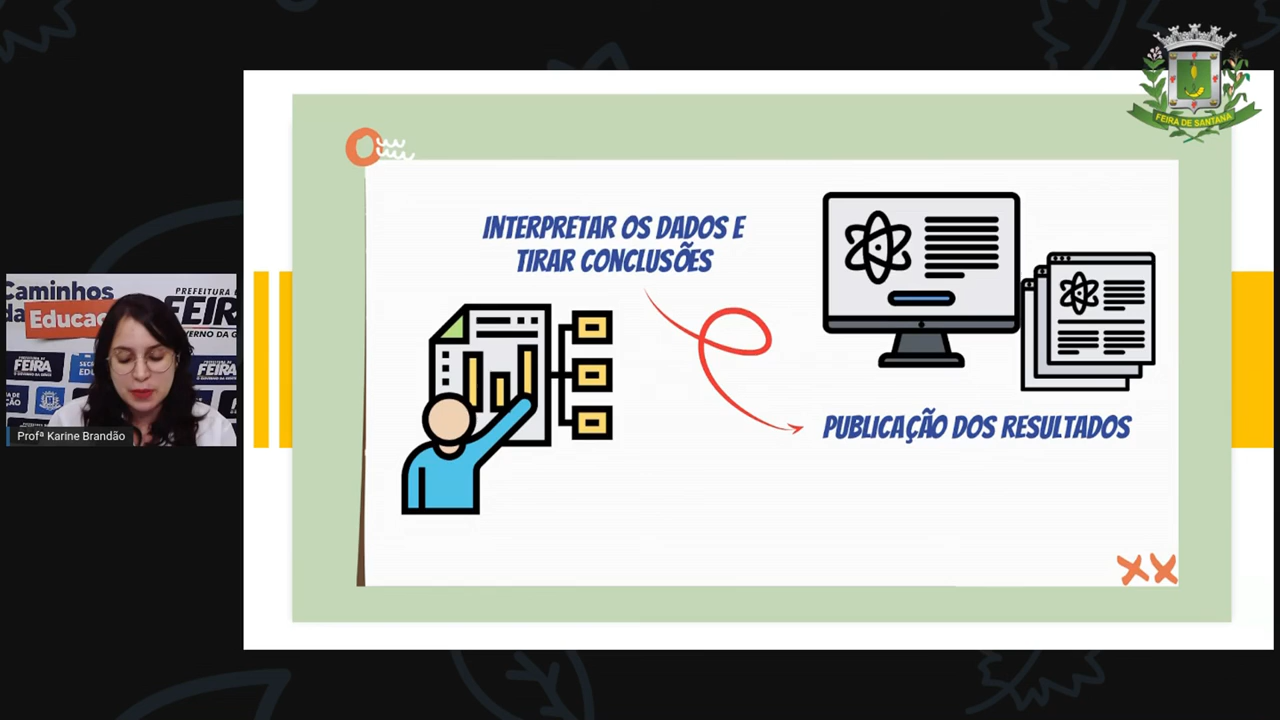 FEIRA DE SANTANA
INTERPRETAR OS DADOS E
TIRAR CONCLUSÕES
PUBLICAÇÃO DOS RESULTADOS
Caminhos
da Educaç
PREFEITURA
FEIR
FEIRA
FEIRA
Profª Karine Brandão